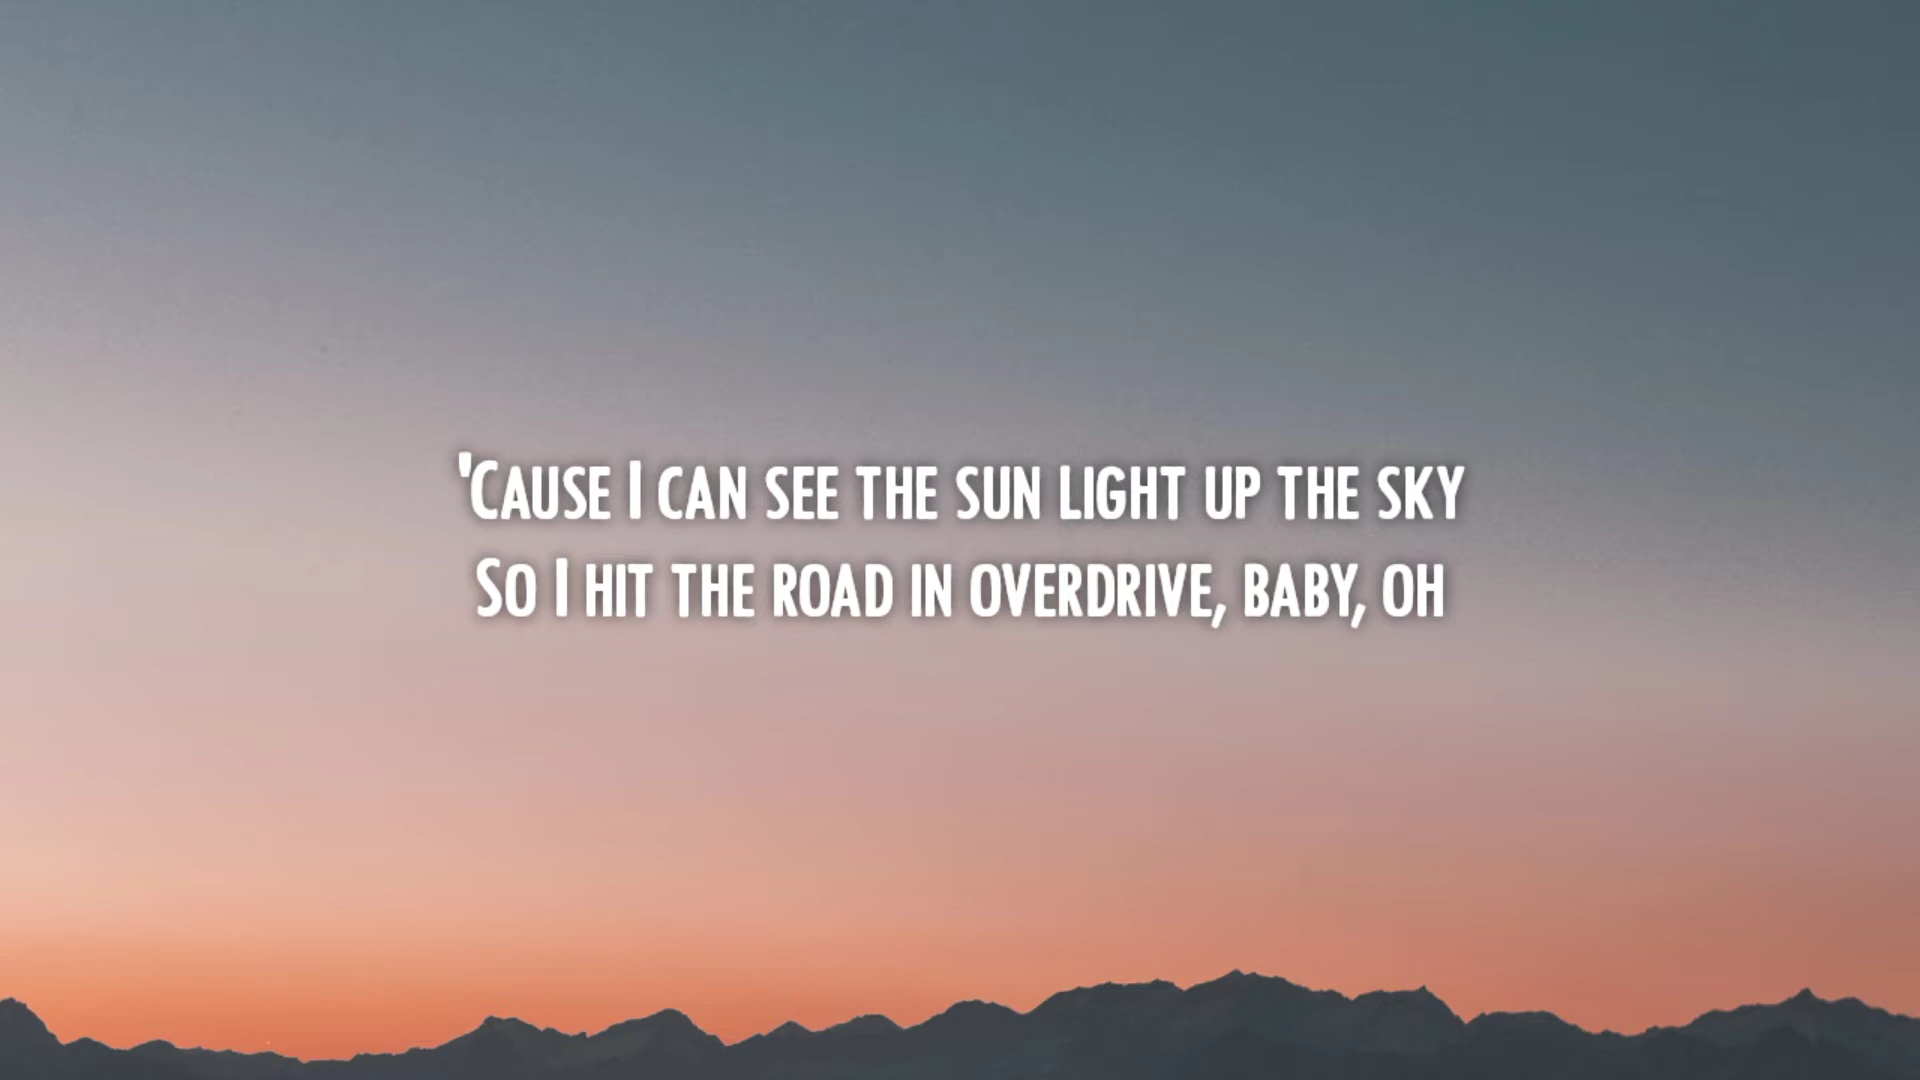 'Cause I can see the sun light up the sky
So I hit the road in overdrive, baby, oh